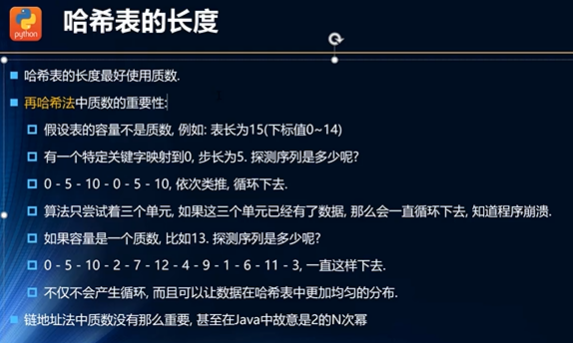 python
哈希表的长度
哈希表的长度最好使用质数.
再哈希法中质数的重要性:
假设表的容量不是质数, 例如: 表长为15(下标值0~14)
有一个特定关键字映射到0, 步长为5. 探测序列是多少呢?
0 - 5 - 10 - 0 - 5 - 10, 依次类推, 循环下去.
算法只尝试着三个单元, 如果这三个单元已经有了数据, 那么会一直循环下去, 知道程序崩溃.
如果容量是一个质数, 比如13. 探测序列是多少呢?
0 - 5 - 10 - 2 - 7 - 12 - 4 - 9 - 1 - 6 - 11 - 3, 一直这样下去.
不仅不会产生循环, 而且可以让数据在哈希表中更加均匀的分布.
链地址法中质数没有那么重要, 甚至在Java中故意是2的N次幂